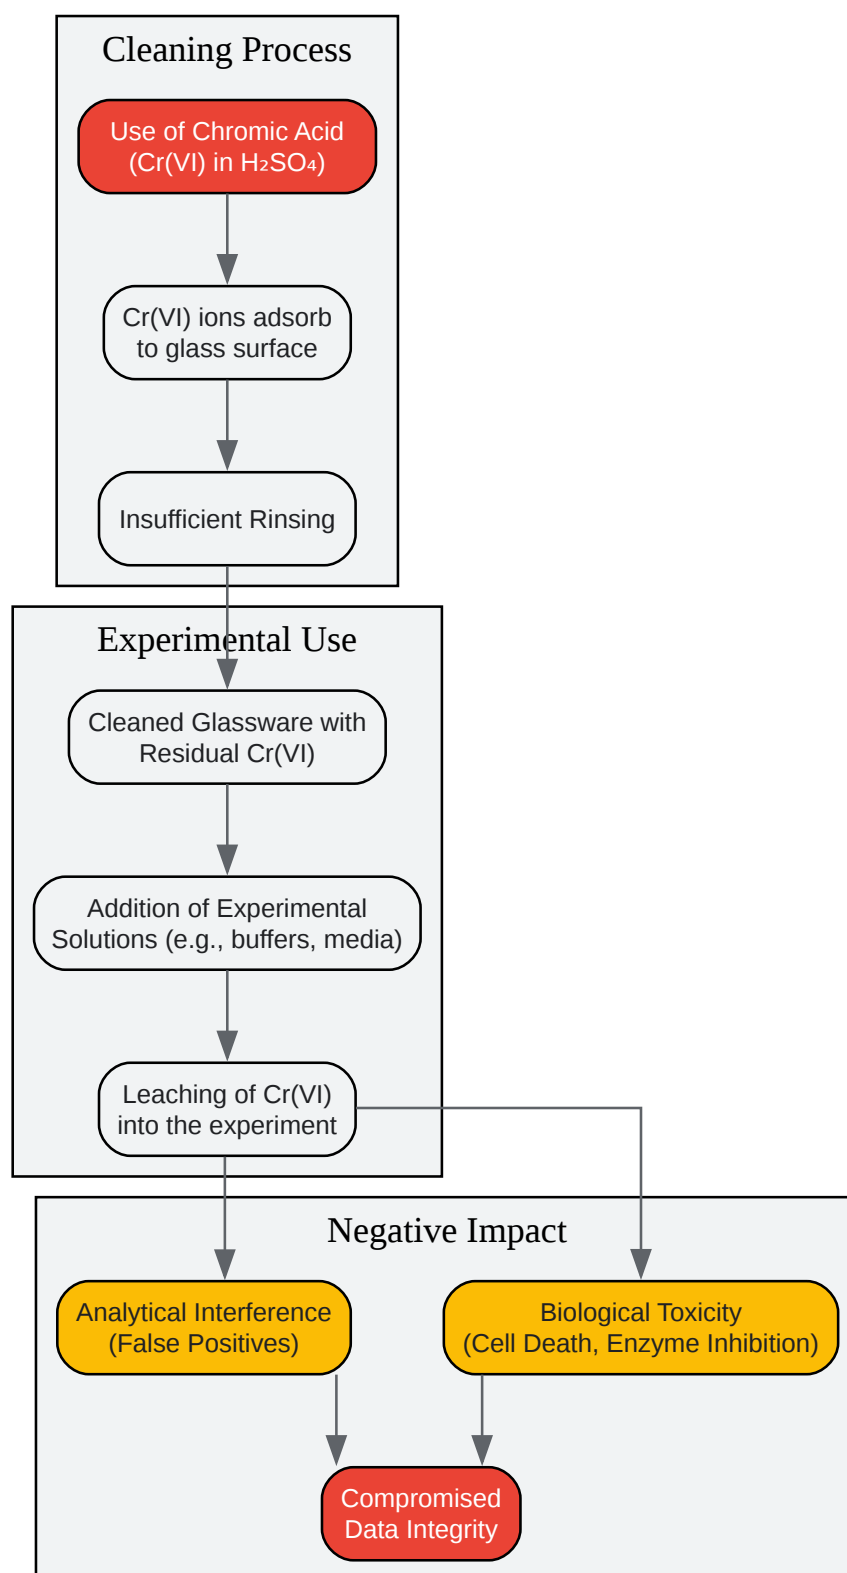 Cleaning Process
Use of Chromic Acid
(Cr(VI) in H₂SO₄)
Cr(VI) ions adsorb
to glass surface
Insufficient Rinsing
Experimental Use
Cleaned Glassware with
Residual Cr(VI)
Addition of Experimental
Solutions (e.g., buffers, media)
Leaching of Cr(VI)
into the experiment
Negative Impact
Analytical Interference
(False Positives)
Biological Toxicity
(Cell Death, Enzyme Inhibition)
Compromised
Data Integrity